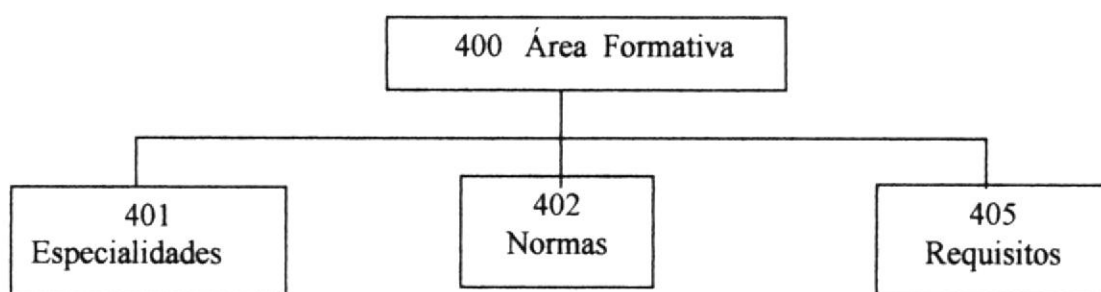 400 Área Formativa
401
Especialidades
402
Normas
405
Requisitos